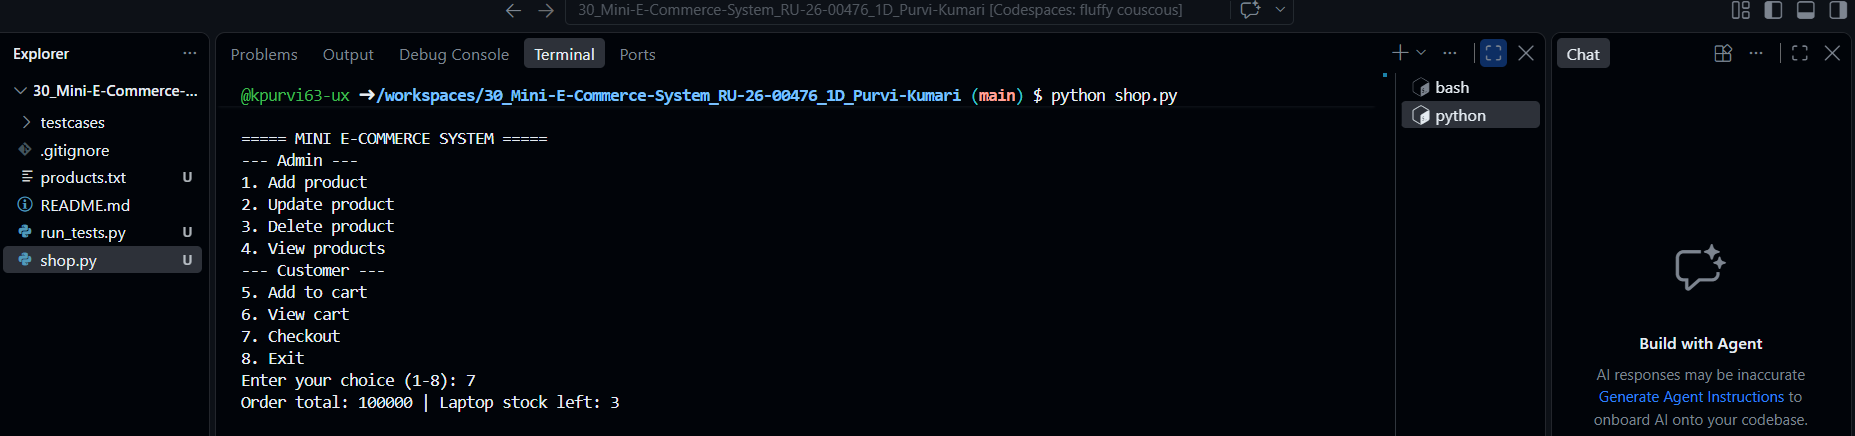 30_Mini-E-Commerce-System_RU-26-00476_1D_Purvi-Kumari [Codespaces: fluffy couscous]
Explorer
30_Mini-E-Commerce-...
testcases
.gitignore
products.txt U
README.md
run_tests.py U
shop.py U
Problems Output Debug Console Terminal Ports
@kpurvi63-ux ➜/workspaces/30_Mini-E-Commerce-System_RU-26-00476_1D_Purvi-Kumari (main) $ python shop.py
===== MINI E-COMMERCE SYSTEM =====
--- Admin ---
1. Add product
2. Update product
3. Delete product
4. View products
--- Customer ---
5. Add to cart
6. View cart
7. Checkout
8. Exit
Enter your choice (1-8): 7
Order total: 100000 | Laptop stock left: 3
bash
python
Chat
Build with Agent
AI responses may be inaccurate
Generate Agent Instructions to
onboard AI onto your codebase.